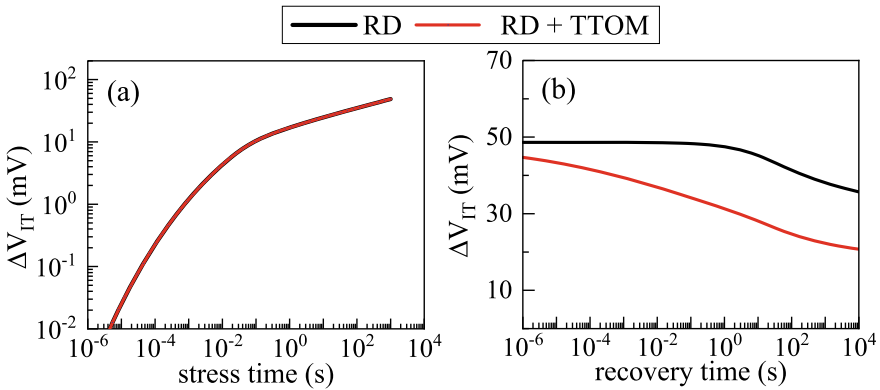 RD RD + TTOM
(a)
ΔV_IT (mV)
10^2
10^1
10^0
10^-1
10^-2
10^-6 10^-4 10^-2 10^0 10^2 10^4
stress time (s)
(b)
ΔV_IT (mV)
70
50
30
10
10^-6 10^-4 10^-2 10^0 10^2 10^4
recovery time (s)